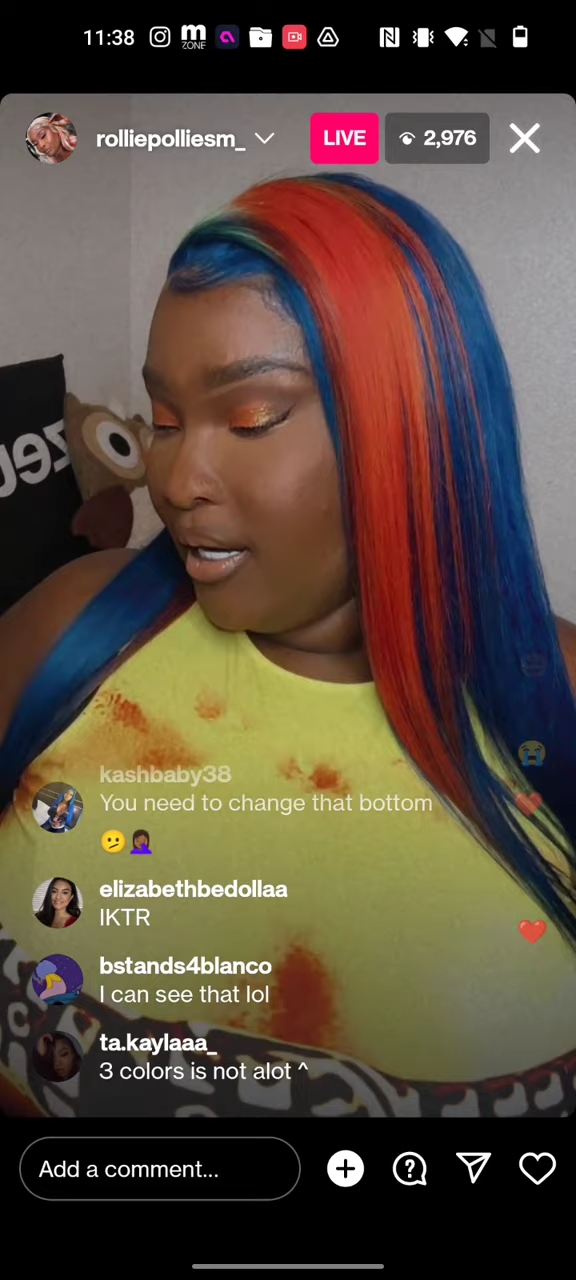 11:38
m
ZONE
rolliepolliesm_
LIVE
2,976
kashbaby38
You need to change that bottom
🫤🤦🏾‍♀️
elizabethbedollaa
IKTR
bstands4blanco
I can see that lol
ta.kaylaaa_
3 colors is not alot ^
Add a comment...